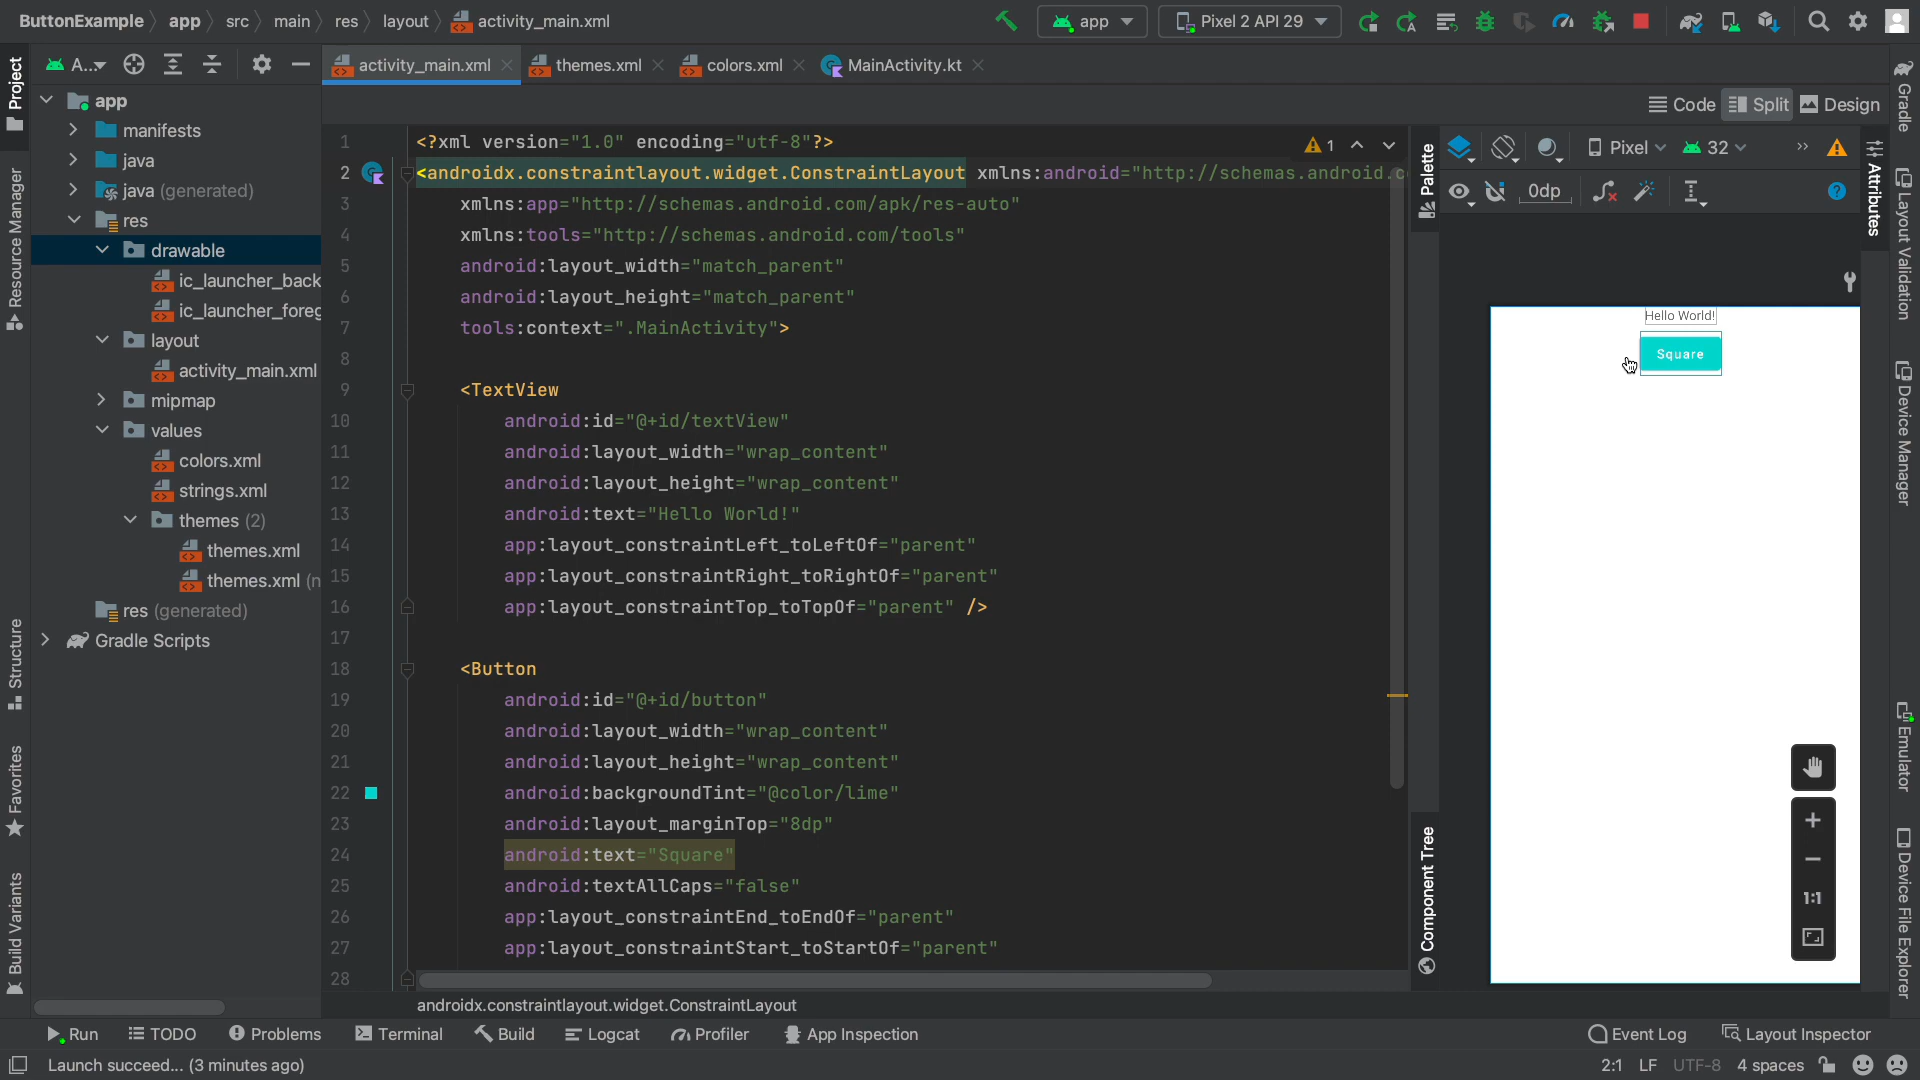 ButtonExample app src main res layout activity_main.xml
app Pixel 2 API 29
A...
activity_main.xml themes.xml colors.xml MainActivity.kt
Code Split Design
Project
Resource Manager
Structure
Favorites
Build Variants
app
manifests
java
java (generated)
res
drawable
ic_launcher_back
ic_launcher_foreg
layout
activity_main.xml
mipmap
values
colors.xml
strings.xml
themes (2)
themes.xml
themes.xml (n
res (generated)
Gradle Scripts
1 <?xml version="1.0" encoding="utf-8"?>
2 <androidx.constraintlayout.widget.ConstraintLayout xmlns:android="http://schemas.android.c
3 xmlns:app="http://schemas.android.com/apk/res-auto"
4 xmlns:tools="http://schemas.android.com/tools"
5 android:layout_width="match_parent"
6 android:layout_height="match_parent"
7 tools:context=".MainActivity">
8
9 <TextView
10 android:id="@+id/textView"
11 android:layout_width="wrap_content"
12 android:layout_height="wrap_content"
13 android:text="Hello World!"
14 app:layout_constraintLeft_toLeftOf="parent"
15 app:layout_constraintRight_toRightOf="parent"
16 app:layout_constraintTop_toTopOf="parent" />
17
18 <Button
19 android:id="@+id/button"
20 android:layout_width="wrap_content"
21 android:layout_height="wrap_content"
22 android:backgroundTint="@color/lime"
23 android:layout_marginTop="8dp"
24 android:text="Square"
25 android:textAllCaps="false"
26 app:layout_constraintEnd_toEndOf="parent"
27 app:layout_constraintStart_toStartOf="parent"
28
1
androidx.constraintlayout.widget.ConstraintLayout
Palette
Component Tree
Pixel 32
0dp
?
Hello World!
Square
1:1
Attributes
Gradle
Layout Validation
Device Manager
Emulator
Device File Explorer
Run TODO Problems Terminal Build Logcat Profiler App Inspection Event Log Layout Inspector
Launch succeed... (3 minutes ago) 2:1 LF UTF-8 4 spaces